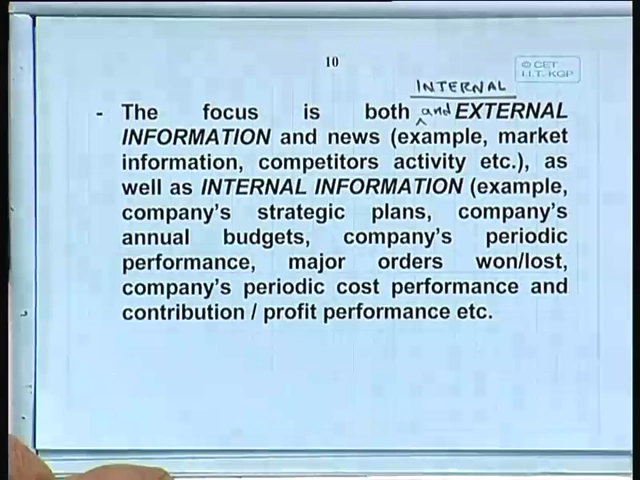 10
© CET
I.I.T. KGP
INTERNAL
- The focus is both and EXTERNAL
INFORMATION and news (example, market
information, competitors activity etc.), as
well as INTERNAL INFORMATION (example,
company's strategic plans, company's
annual budgets, company's periodic
performance, major orders won/lost,
company's periodic cost performance and
contribution / profit performance etc.